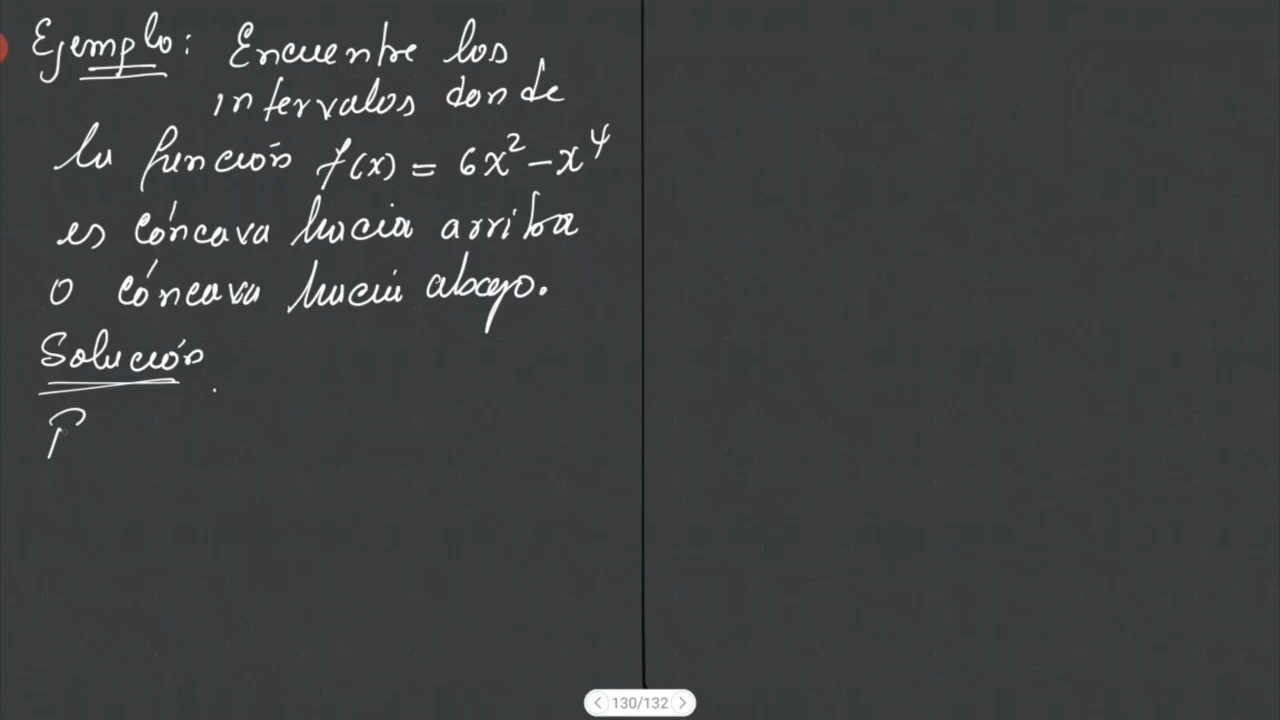 Ejemplo: Encuentre los
intervalos donde
la función f(x) = 6x² - x⁴
es cóncava hacia arriba
o cóncava hacia abajo.
Solución.
P
130/132